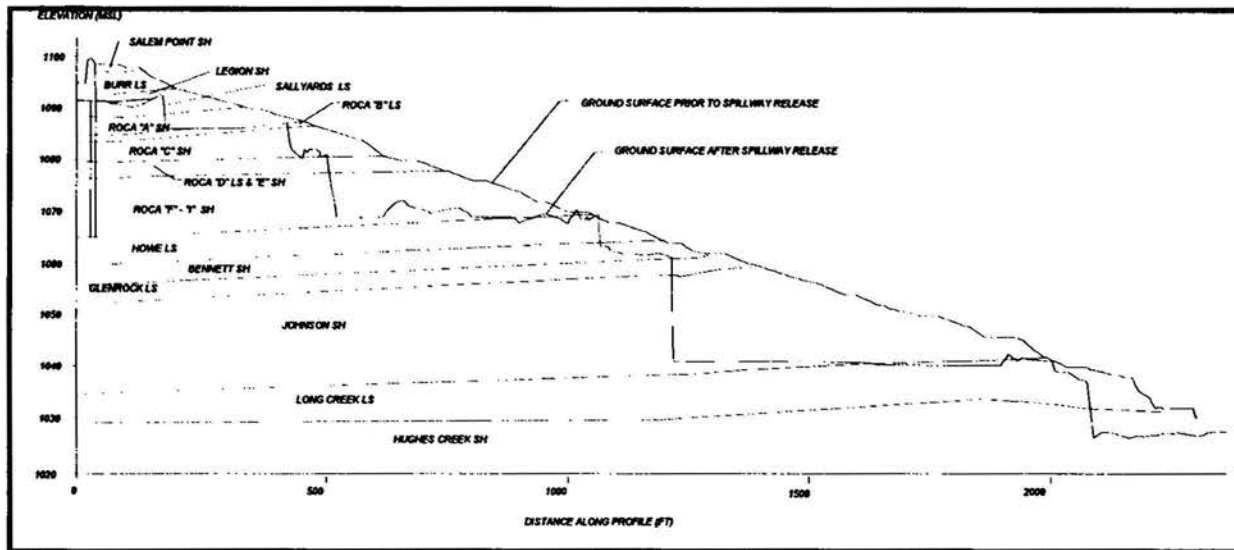 ELEVATION (MSL)
SALEM POINT SH
1100
LEGION SH
BURR LS
SALLYARDS LS
1090
ROCA "B" LS
GROUND SURFACE PRIOR TO SPILLWAY RELEASE
ROCA "A" SH
1080
ROCA "C" SH
GROUND SURFACE AFTER SPILLWAY RELEASE
ROCA "D" LS & "E" SH
1070
ROCA "F" - "I" SH
HOWE LS
1060
BENNETT SH
GLENROCK LS
1050
JOHNSON SH
1040
LONG CREEK LS
1030
HUGHES CREEK SH
1020
0
500
1000
1500
2000
DISTANCE ALONG PROFILE (FT)